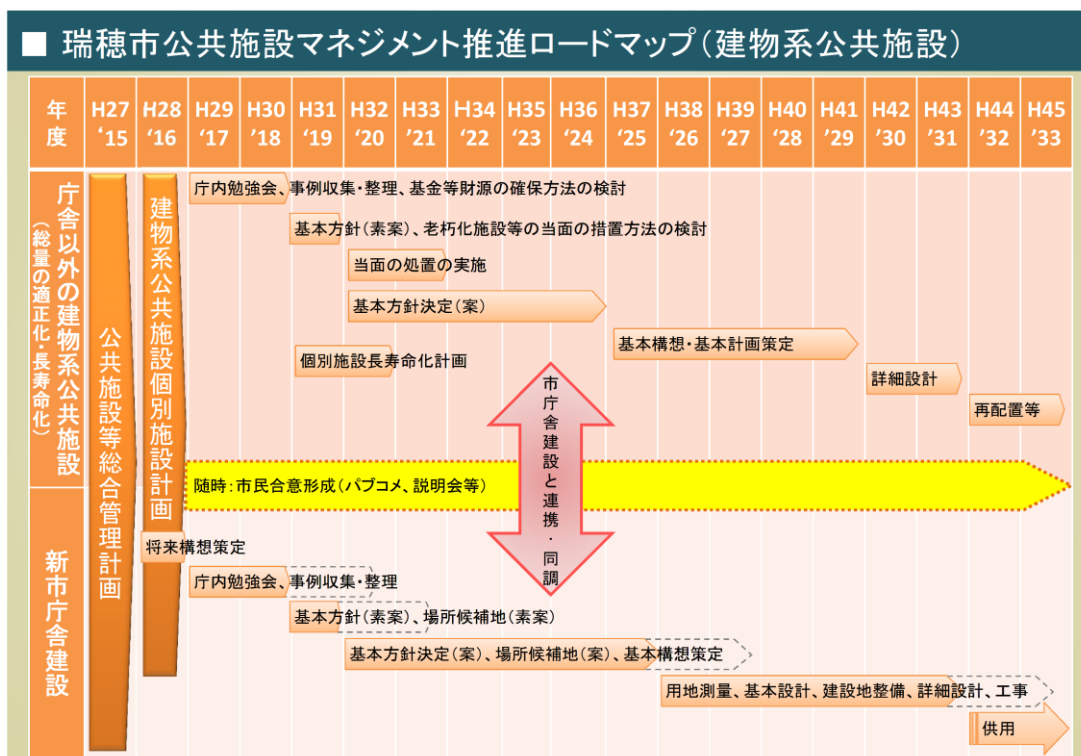 ■ 瑞穂市公共施設マネジメント推進ロードマップ(建物系公共施設)
年度 H27 H28 H29 H30 H31 H32 H33 H34 H35 H36 H37 H38 H39 H40 H41 H42 H43 H44 H45
‘15 ‘16 ‘17 ‘18 ‘19 ’20 ’21 ‘22 ‘23 ‘24 ’25 ’26 ’27 ’28 ’29 ’30 ’31 ’32 ’33
庁舎以外の建物系公共施設
(総量の適正化・長寿命化)
公共施設等総合管理計画
建物系公共施設個別施設計画
庁内勉強会、事例収集・整理、基金等財源の確保方法の検討
基本方針(素案)、老朽化施設等の当面の措置方法の検討
当面の処置の実施
基本方針決定(案)
基本構想・基本計画策定
個別施設長寿命化計画
詳細設計
再配置等
市庁舎建設と連携・同調
随時:市民合意形成(パブコメ、説明会等)
新市庁舎建設
将来構想策定
庁内勉強会、事例収集・整理
基本方針(素案)、場所候補地(素案)
基本方針決定(案)、場所候補地(案)、基本構想策定
用地測量、基本設計、建設地整備、詳細設計、工事
供用